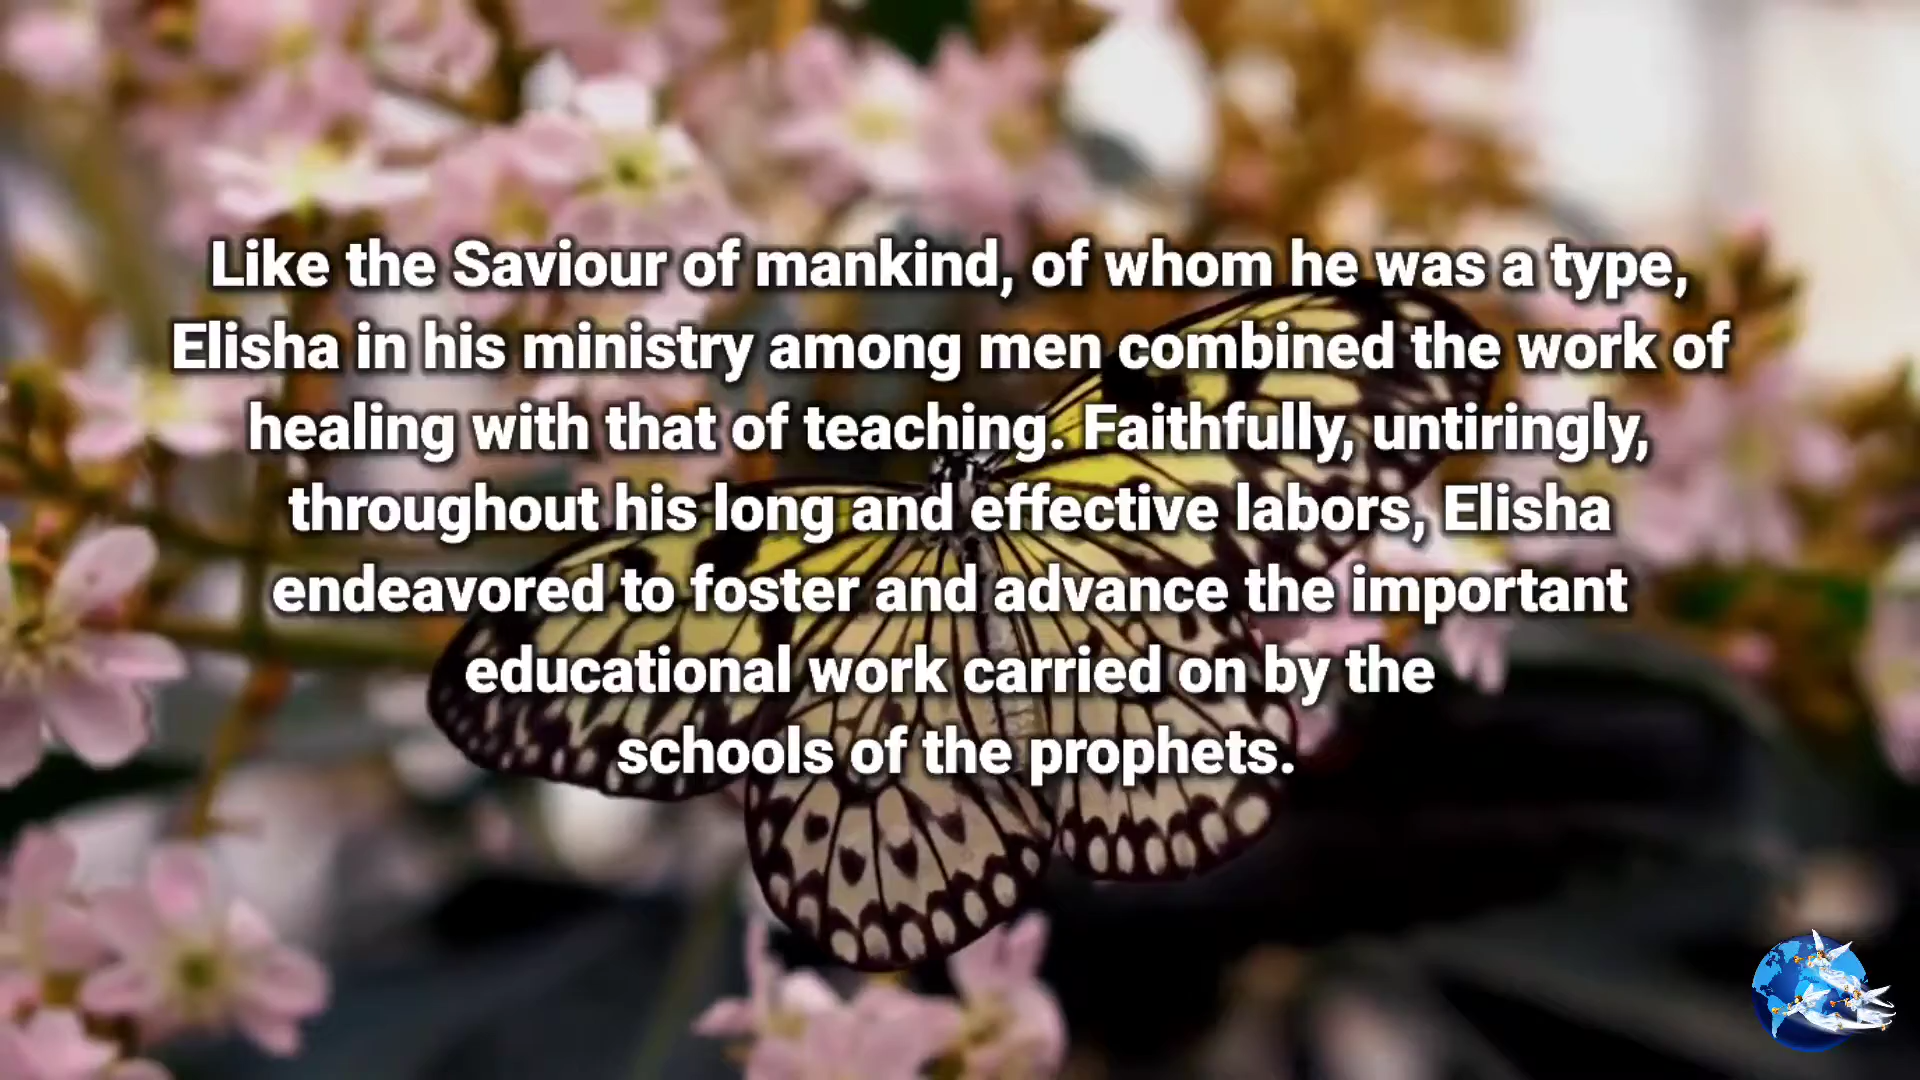 Like the Saviour of mankind, of whom he was a type,
Elisha in his ministry among men combined the work of
healing with that of teaching. Faithfully, untiringly,
throughout his long and effective labors, Elisha
endeavored to foster and advance the important
educational work carried on by the
schools of the prophets.